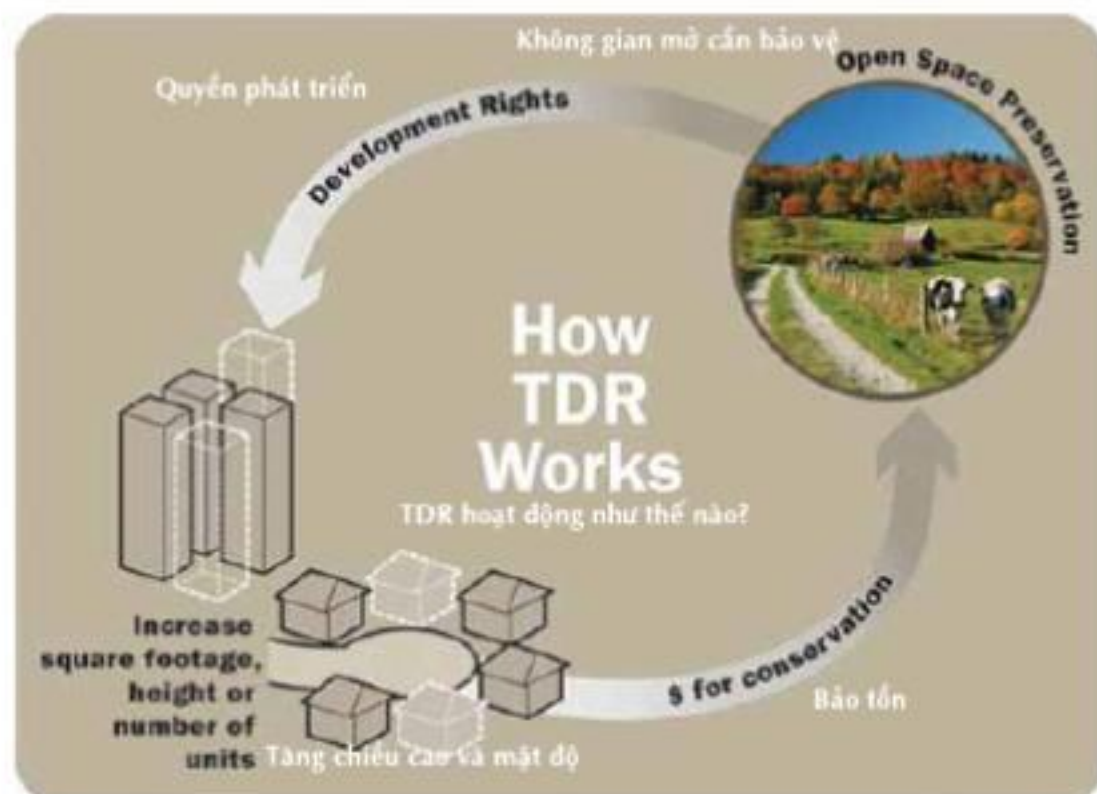 Không gian mở cần bảo vệ
Open Space Preservation
Quyền phát triển
Development Rights
How
TDR
Works
TDR hoạt động như thế nào?
Increase
square footage,
height or
number of
units
Tăng chiều cao và mật độ
$ for conservation
Bảo tồn